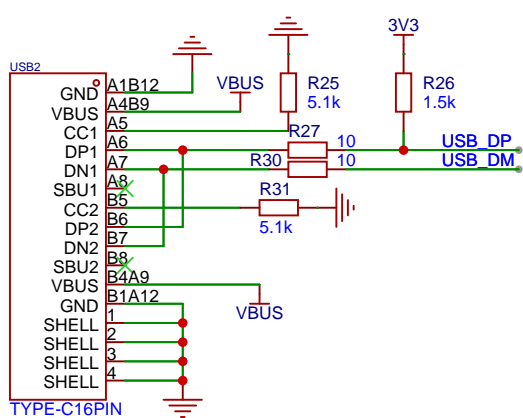 3V3
USB2
GND A1B12
VBUS A4B9
VBUS
CC1 A5
R25
5.1k
R26
1.5k
DP1 A6
R27
10
USB_DP
DN1 A7
R30
10
USB_DM
SBU1 A8
CC2 B5
R31
5.1k
DP2 B6
DN2 B7
SBU2 B8
VBUS B4A9
VBUS
GND B1A12
SHELL 1
SHELL 2
SHELL 3
SHELL 4
TYPE-C16PIN